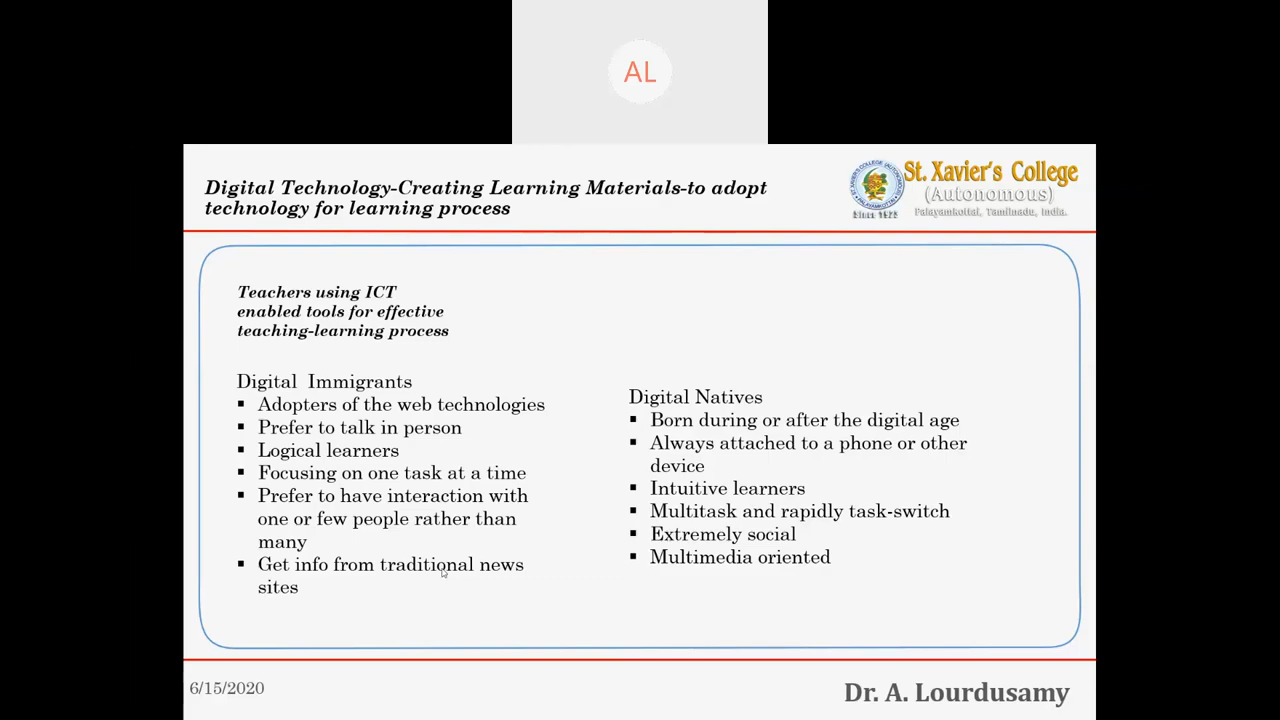 AL
Digital Technology-Creating Learning Materials-to adopt
technology for learning process
St. Xavier's College
(Autonomous)
Palayamkottai, Tamilnadu, India.
Since 1923
Teachers using ICT
enabled tools for effective
teaching-learning process
Digital Immigrants
▪ Adopters of the web technologies
▪ Prefer to talk in person
▪ Logical learners
▪ Focusing on one task at a time
▪ Prefer to have interaction with
one or few people rather than
many
▪ Get info from traditional news
sites
Digital Natives
▪ Born during or after the digital age
▪ Always attached to a phone or other
device
▪ Intuitive learners
▪ Multitask and rapidly task-switch
▪ Extremely social
▪ Multimedia oriented
6/15/2020
Dr. A. Lourdusamy